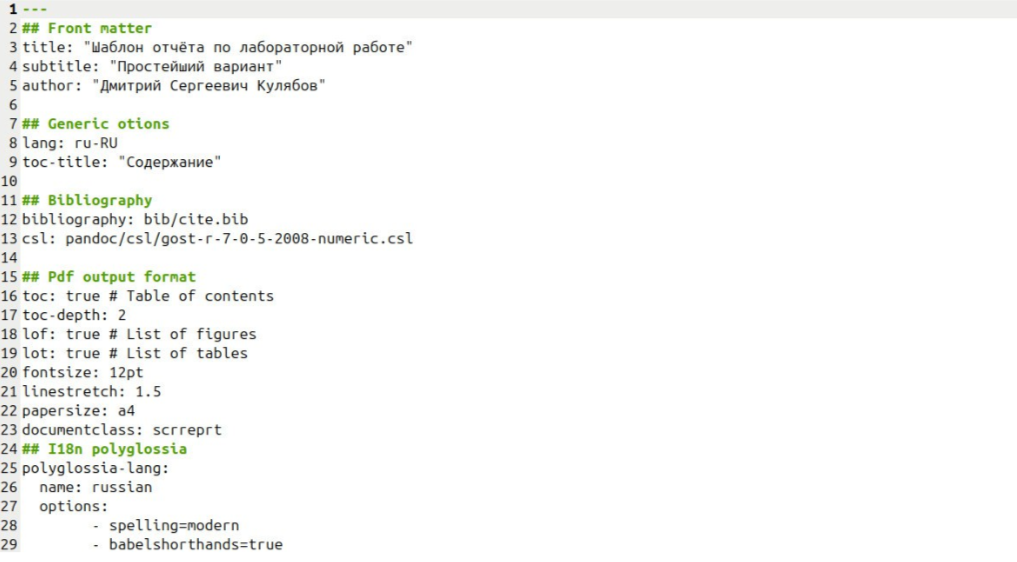 1 ---
2 ## Front matter
3 title: "Шаблон отчёта по лабораторной работе"
4 subtitle: "Простейший вариант"
5 author: "Дмитрий Сергеевич Кулябов"
6
7 ## Generic otions
8 lang: ru-RU
9 toc-title: "Содержание"
10
11 ## Bibliography
12 bibliography: bib/cite.bib
13 csl: pandoc/csl/gost-r-7-0-5-2008-numeric.csl
14
15 ## Pdf output format
16 toc: true # Table of contents
17 toc-depth: 2
18 lof: true # List of figures
19 lot: true # List of tables
20 fontsize: 12pt
21 linestretch: 1.5
22 papersize: a4
23 documentclass: scrreprt
24 ## I18n polyglossia
25 polyglossia-lang:
26   name: russian
27   options:
28         - spelling=modern
29         - babelshorthands=true